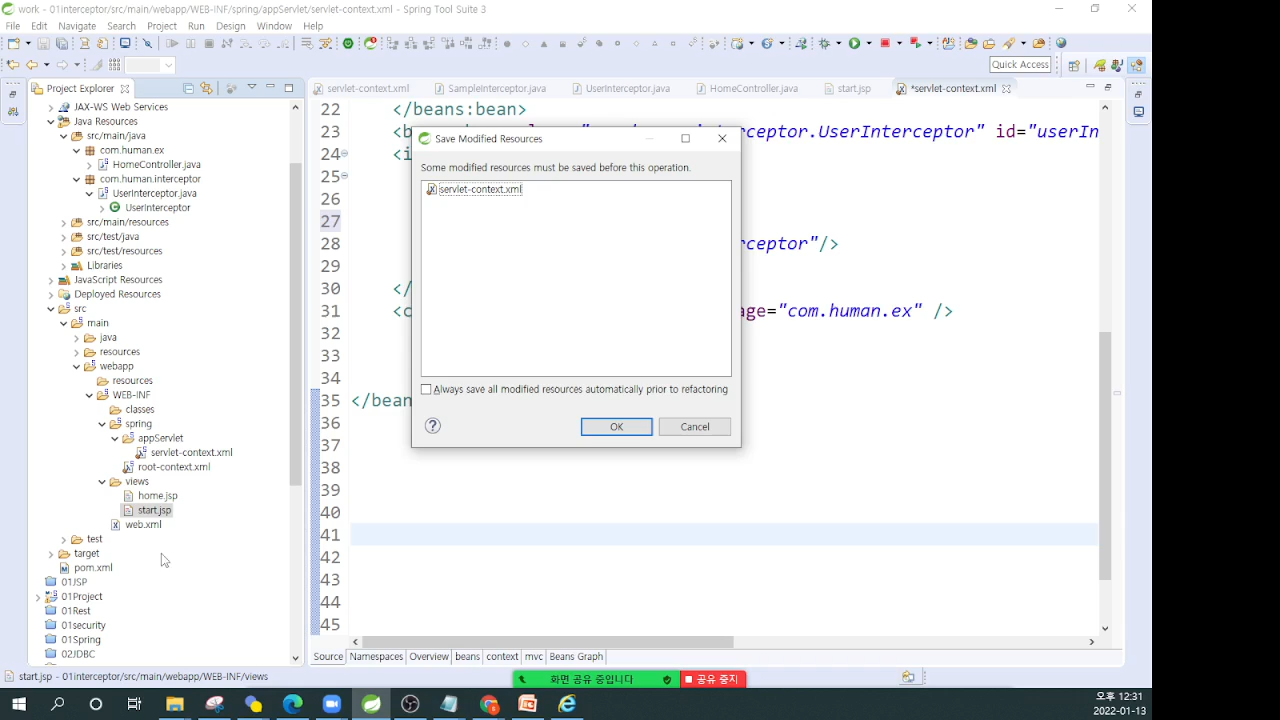 work - 01interceptor/src/main/webapp/WEB-INF/spring/appServlet/servlet-context.xml - Spring Tool Suite 3
File Edit Navigate Search Project Run Design Window Help
Quick Access
Project Explorer
JAX-WS Web Services
Java Resources
src/main/java
com.human.ex
HomeController.java
com.human.interceptor
UserInterceptor.java
UserInterceptor
src/main/resources
src/test/java
src/test/resources
Libraries
JavaScript Resources
Deployed Resources
src
main
java
resources
webapp
resources
WEB-INF
classes
spring
appServlet
servlet-context.xml
root-context.xml
views
home.jsp
start.jsp
web.xml
test
target
pom.xml
01JSP
01Project
01Rest
01security
01Spring
02JDBC
servlet-context.xml SampleInterceptor.java UserInterceptor.java HomeController.java start.jsp *servlet-context.xml
22 </beans:bean>
23 <b interceptor.UserInterceptor" id="userIn
24 <i
25
26
27
28 ceptor"/>
29
30 </
31 <c age="com.human.ex" />
32
33
34
35 </bean
36
37
38
39
40
41
42
43
44
45
Save Modified Resources
Some modified resources must be saved before this operation.
servlet-context.xml
Always save all modified resources automatically prior to refactoring
OK Cancel
Source Namespaces Overview beans context mvc Beans Graph
start.jsp - 01interceptor/src/main/webapp/WEB-INF/views
화면 공유 중입니다 공유 중지
오후 12:31
2022-01-13